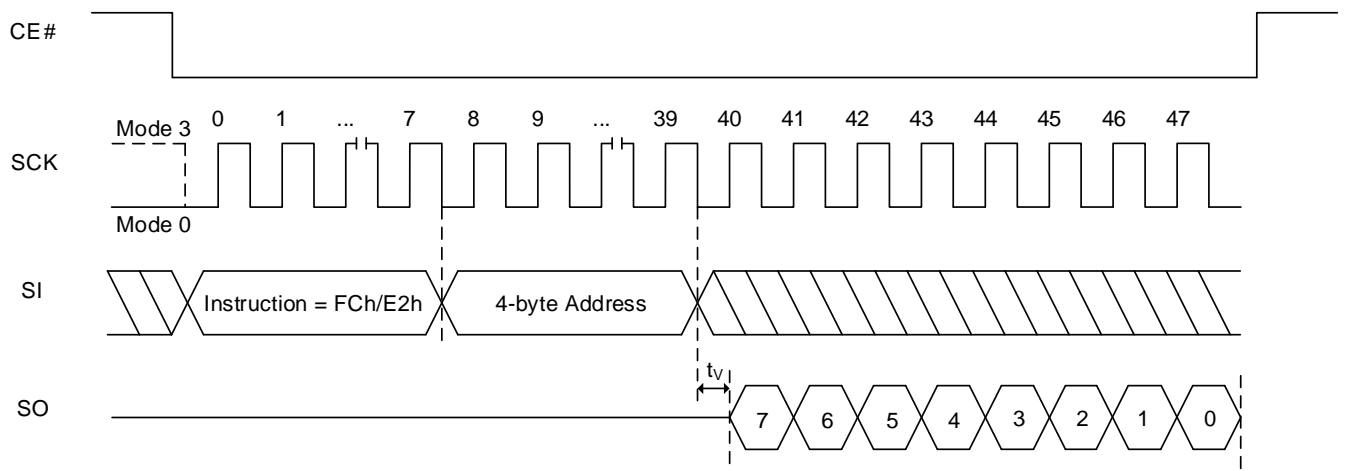 CE#
Mode 3 0 1 ... 7 8 9 ... 39 40 41 42 43 44 45 46 47
SCK
Mode 0
SI Instruction = FCh/E2h 4-byte Address
tV
SO 7 6 5 4 3 2 1 0